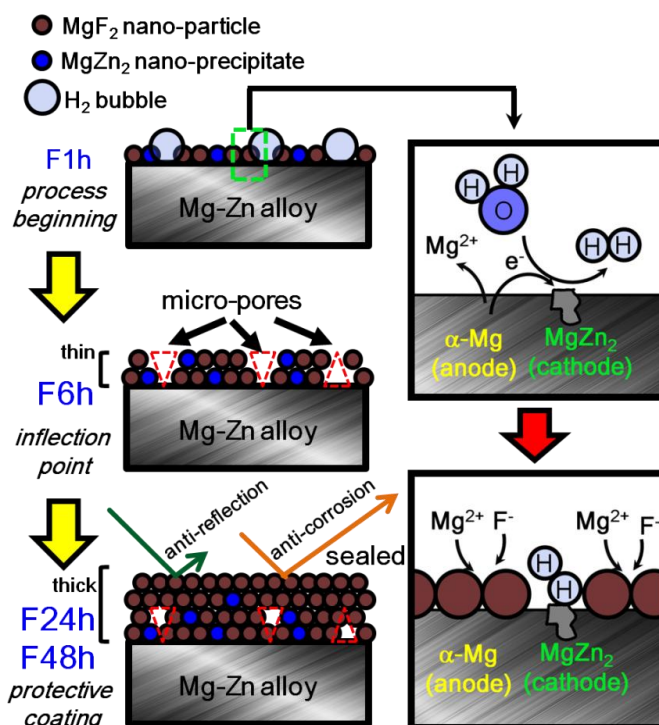 MgF₂ nano-particle
MgZn₂ nano-precipitate
H₂ bubble
F1h
process
beginning
Mg-Zn alloy
micro-pores
thin
F6h
inflection
point
Mg-Zn alloy
anti-reflection
anti-corrosion
sealed
thick
F24h
F48h
protective
coating
Mg-Zn alloy
H
H
O
Mg²⁺
e⁻
H H
α-Mg
(anode)
MgZn₂
(cathode)
Mg²⁺ F⁻
Mg²⁺ F⁻
H
H
α-Mg
(anode)
MgZn₂
(cathode)